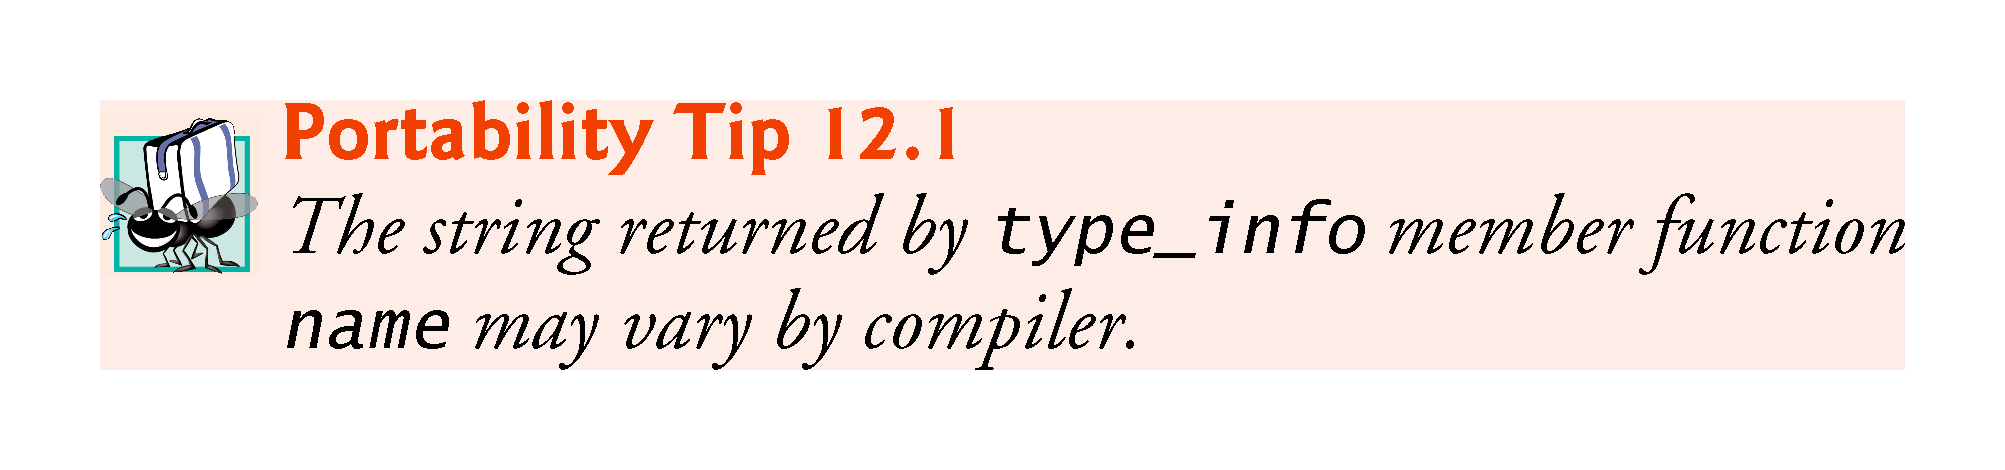 Portability Tip 12.1
The string returned by type_info member function
name may vary by compiler.